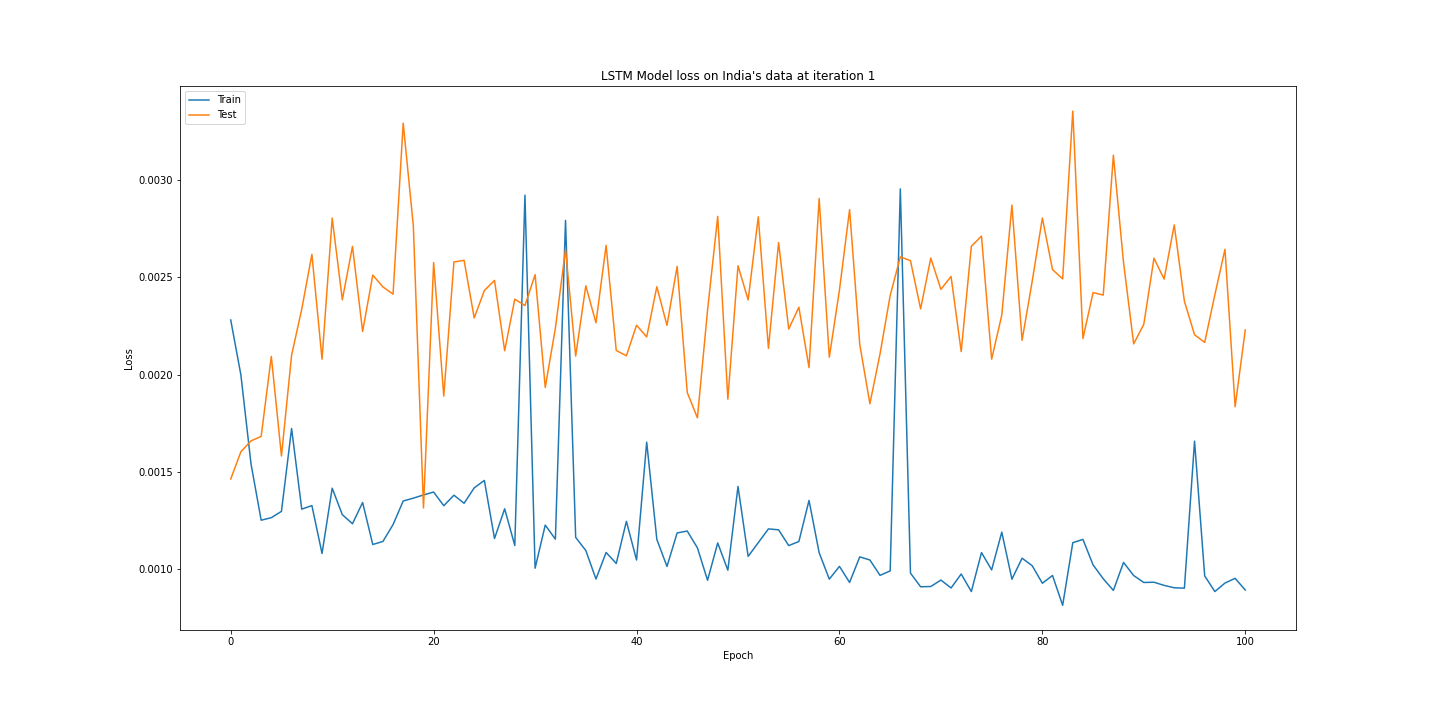 LSTM Model loss on India's data at iteration 1
Train
Test
0.0030
0.0025
0.0020
0.0015
0.0010
Loss
0 20 40 60 80 100
Epoch